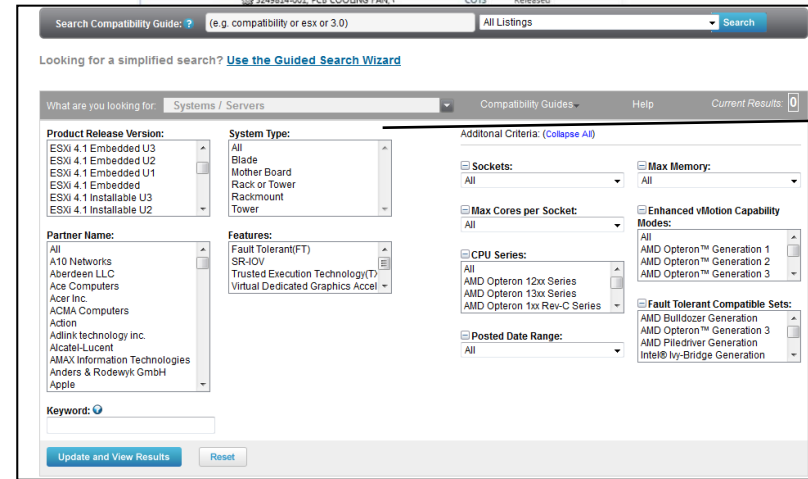 5249814-002, PCB COOLING FAN, F COTS Released
Search Compatibility Guide: ? (e.g. compatibility or esx or 3.0) All Listings Search
Looking for a simplified search? Use the Guided Search Wizard
What are you looking for: Systems / Servers Compatibility Guides Help Current Results: 0
Product Release Version:
ESXi 4.1 Embedded U3
ESXi 4.1 Embedded U2
ESXi 4.1 Embedded U1
ESXi 4.1 Embedded
ESXi 4.1 Installable U3
ESXi 4.1 Installable U2
System Type:
All
Blade
Mother Board
Rack or Tower
Rackmount
Tower
Partner Name:
All
A10 Networks
Aberdeen LLC
Ace Computers
Acer Inc.
ACMA Computers
Action
Adlink technology inc.
Alcatel-Lucent
AMAX Information Technologies
Anders & Rodewyk GmbH
Apple
Features:
Fault Tolerant(FT)
SR-IOV
Trusted Execution Technology(TX
Virtual Dedicated Graphics Accel
Keyword: ?
Update and View Results Reset
Additonal Criteria: (Collapse All)
Sockets:
All
Max Cores per Socket:
All
CPU Series:
All
AMD Opteron 12xx Series
AMD Opteron 13xx Series
AMD Opteron 1xx Rev-C Series
Posted Date Range:
All
Max Memory:
All
Enhanced vMotion Capability
Modes:
All
AMD Opteron™ Generation 1
AMD Opteron™ Generation 2
AMD Opteron™ Generation 3
Fault Tolerant Compatible Sets:
AMD Bulldozer Generation
AMD Opteron™ Generation 3
AMD Piledriver Generation
Intel® Ivy-Bridge Generation